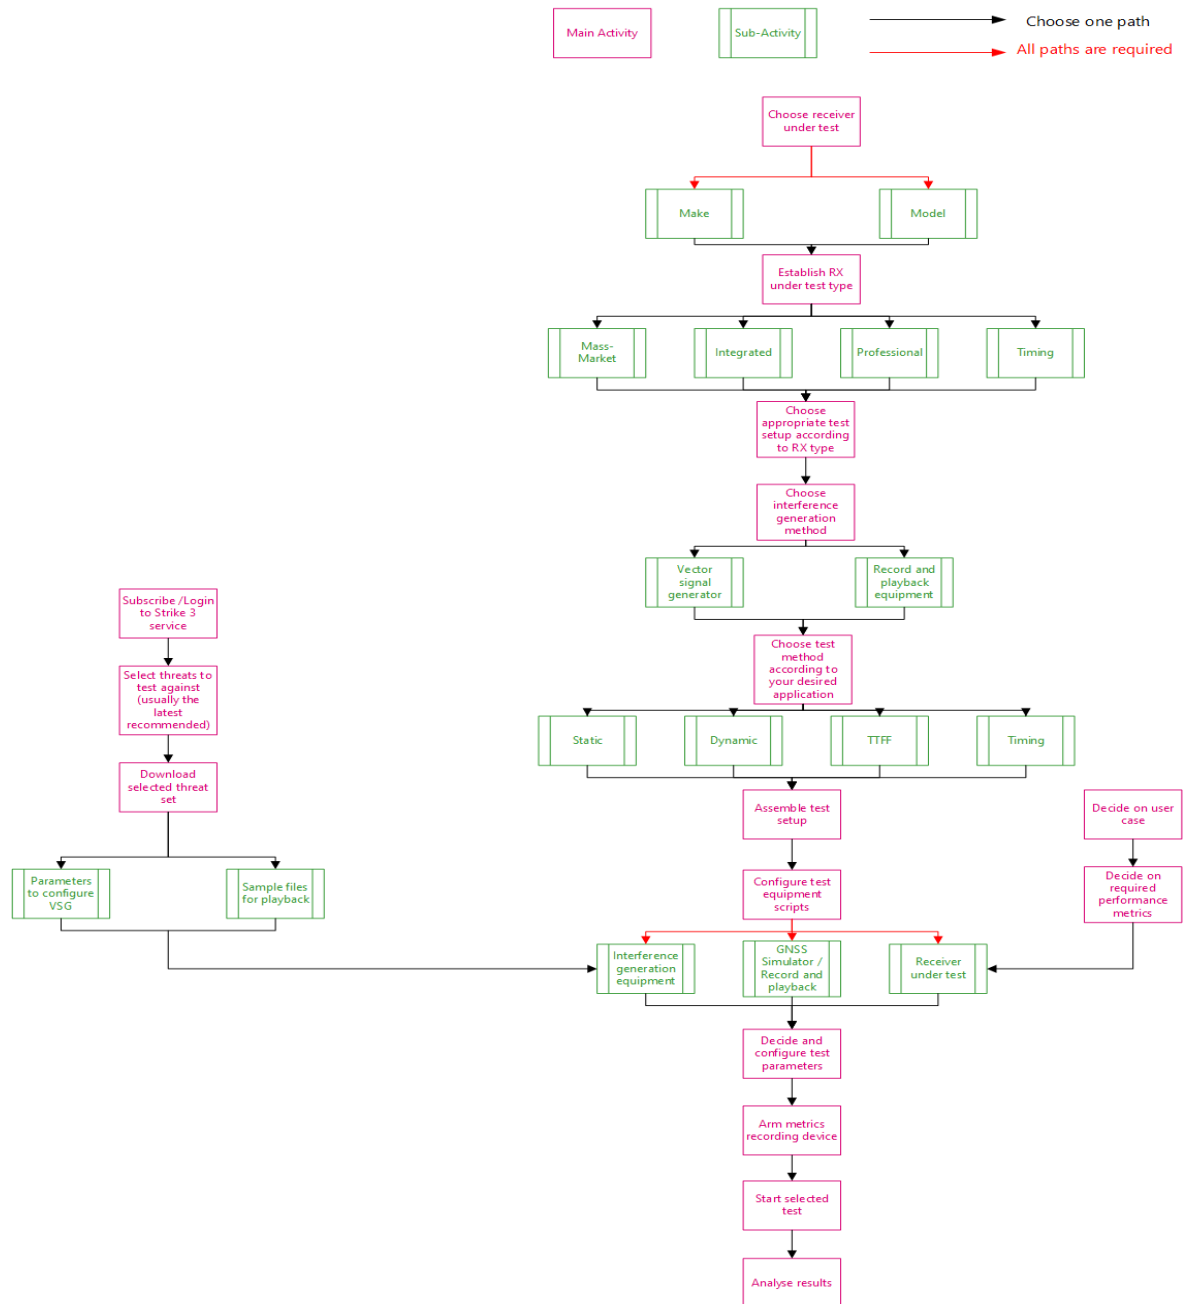 Main Activity
Sub-Activity
Choose one path
All paths are required
Choose receiver
under test
Make
Model
Establish RX
under test type
Mass-
Market
Integrated
Professional
Timing
Choose
appropriate test
setup according
to RX type
Choose
interference
generation
method
Vector
signal
generator
Record and
playback
equipment
Subscribe /Login
to Strike 3
service
Choose test
method
according to
your desired
application
Select threats to
test against
(usually the
latest
recommended)
Static
Dynamic
TTFF
Timing
Download
selected threat
set
Assemble test
setup
Decide on user
case
Parameters
to configure
VSG
Sample files
for playback
Configure test
equipment
scripts
Decide on
required
performance
metrics
Interference
generation
equipment
GNSS
Simulator /
Record and
playback
Receiver
under test
Decide and
configure test
parameters
Arm metrics
recording device
Start selected
test
Analyse results